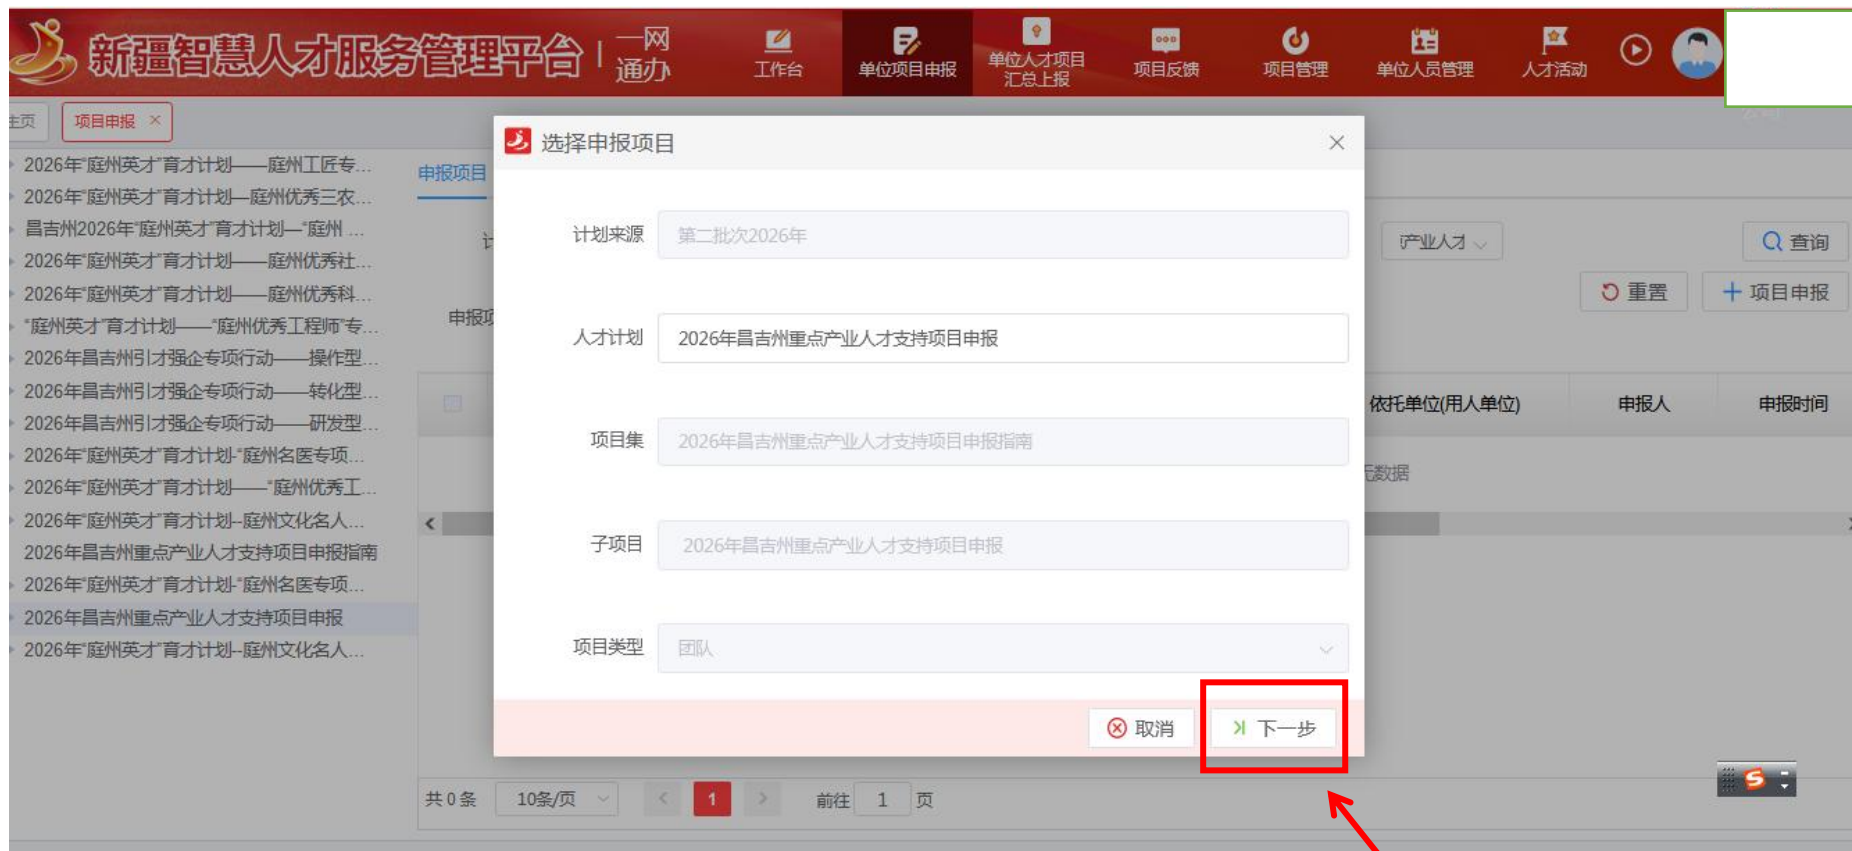 新疆智慧人才服务管理平台
一网
通办
工作台
单位项目申报
单位人才项目
汇总上报
项目反馈
项目管理
单位人员管理
人才活动
主页
项目申报 ×
2026年“庭州英才”育才计划——庭州工匠专...
2026年“庭州英才”育才计划—庭州优秀三农...
昌吉州2026年“庭州英才”育才计划—“庭州 ...
2026年“庭州英才”育才计划——庭州优秀社...
2026年“庭州英才”育才计划——庭州优秀科...
“庭州英才”育才计划——“庭州优秀工程师”专...
2026年昌吉州引才强企专项行动——操作型...
2026年昌吉州引才强企专项行动——转化型...
2026年昌吉州引才强企专项行动——研发型...
2026年“庭州英才”育才计划-“庭州名医专项...
2026年“庭州英才”育才计划——“庭州优秀工...
2026年“庭州英才”育才计划--庭州文化名人...
2026年昌吉州重点产业人才支持项目申报指南
2026年“庭州英才”育才计划-“庭州名医专项...
2026年昌吉州重点产业人才支持项目申报
2026年“庭州英才”育才计划--庭州文化名人...
申报项目
产业人才
查询
重置
项目申报
申报项
依托单位(用人单位)
申报人
申报时间
数据
选择申报项目
计划来源
第二批次2026年
人才计划
2026年昌吉州重点产业人才支持项目申报
项目集
2026年昌吉州重点产业人才支持项目申报指南
子项目
2026年昌吉州重点产业人才支持项目申报
项目类型
团队
取消
下一步
共 0 条
10条/页
1
前往 1 页